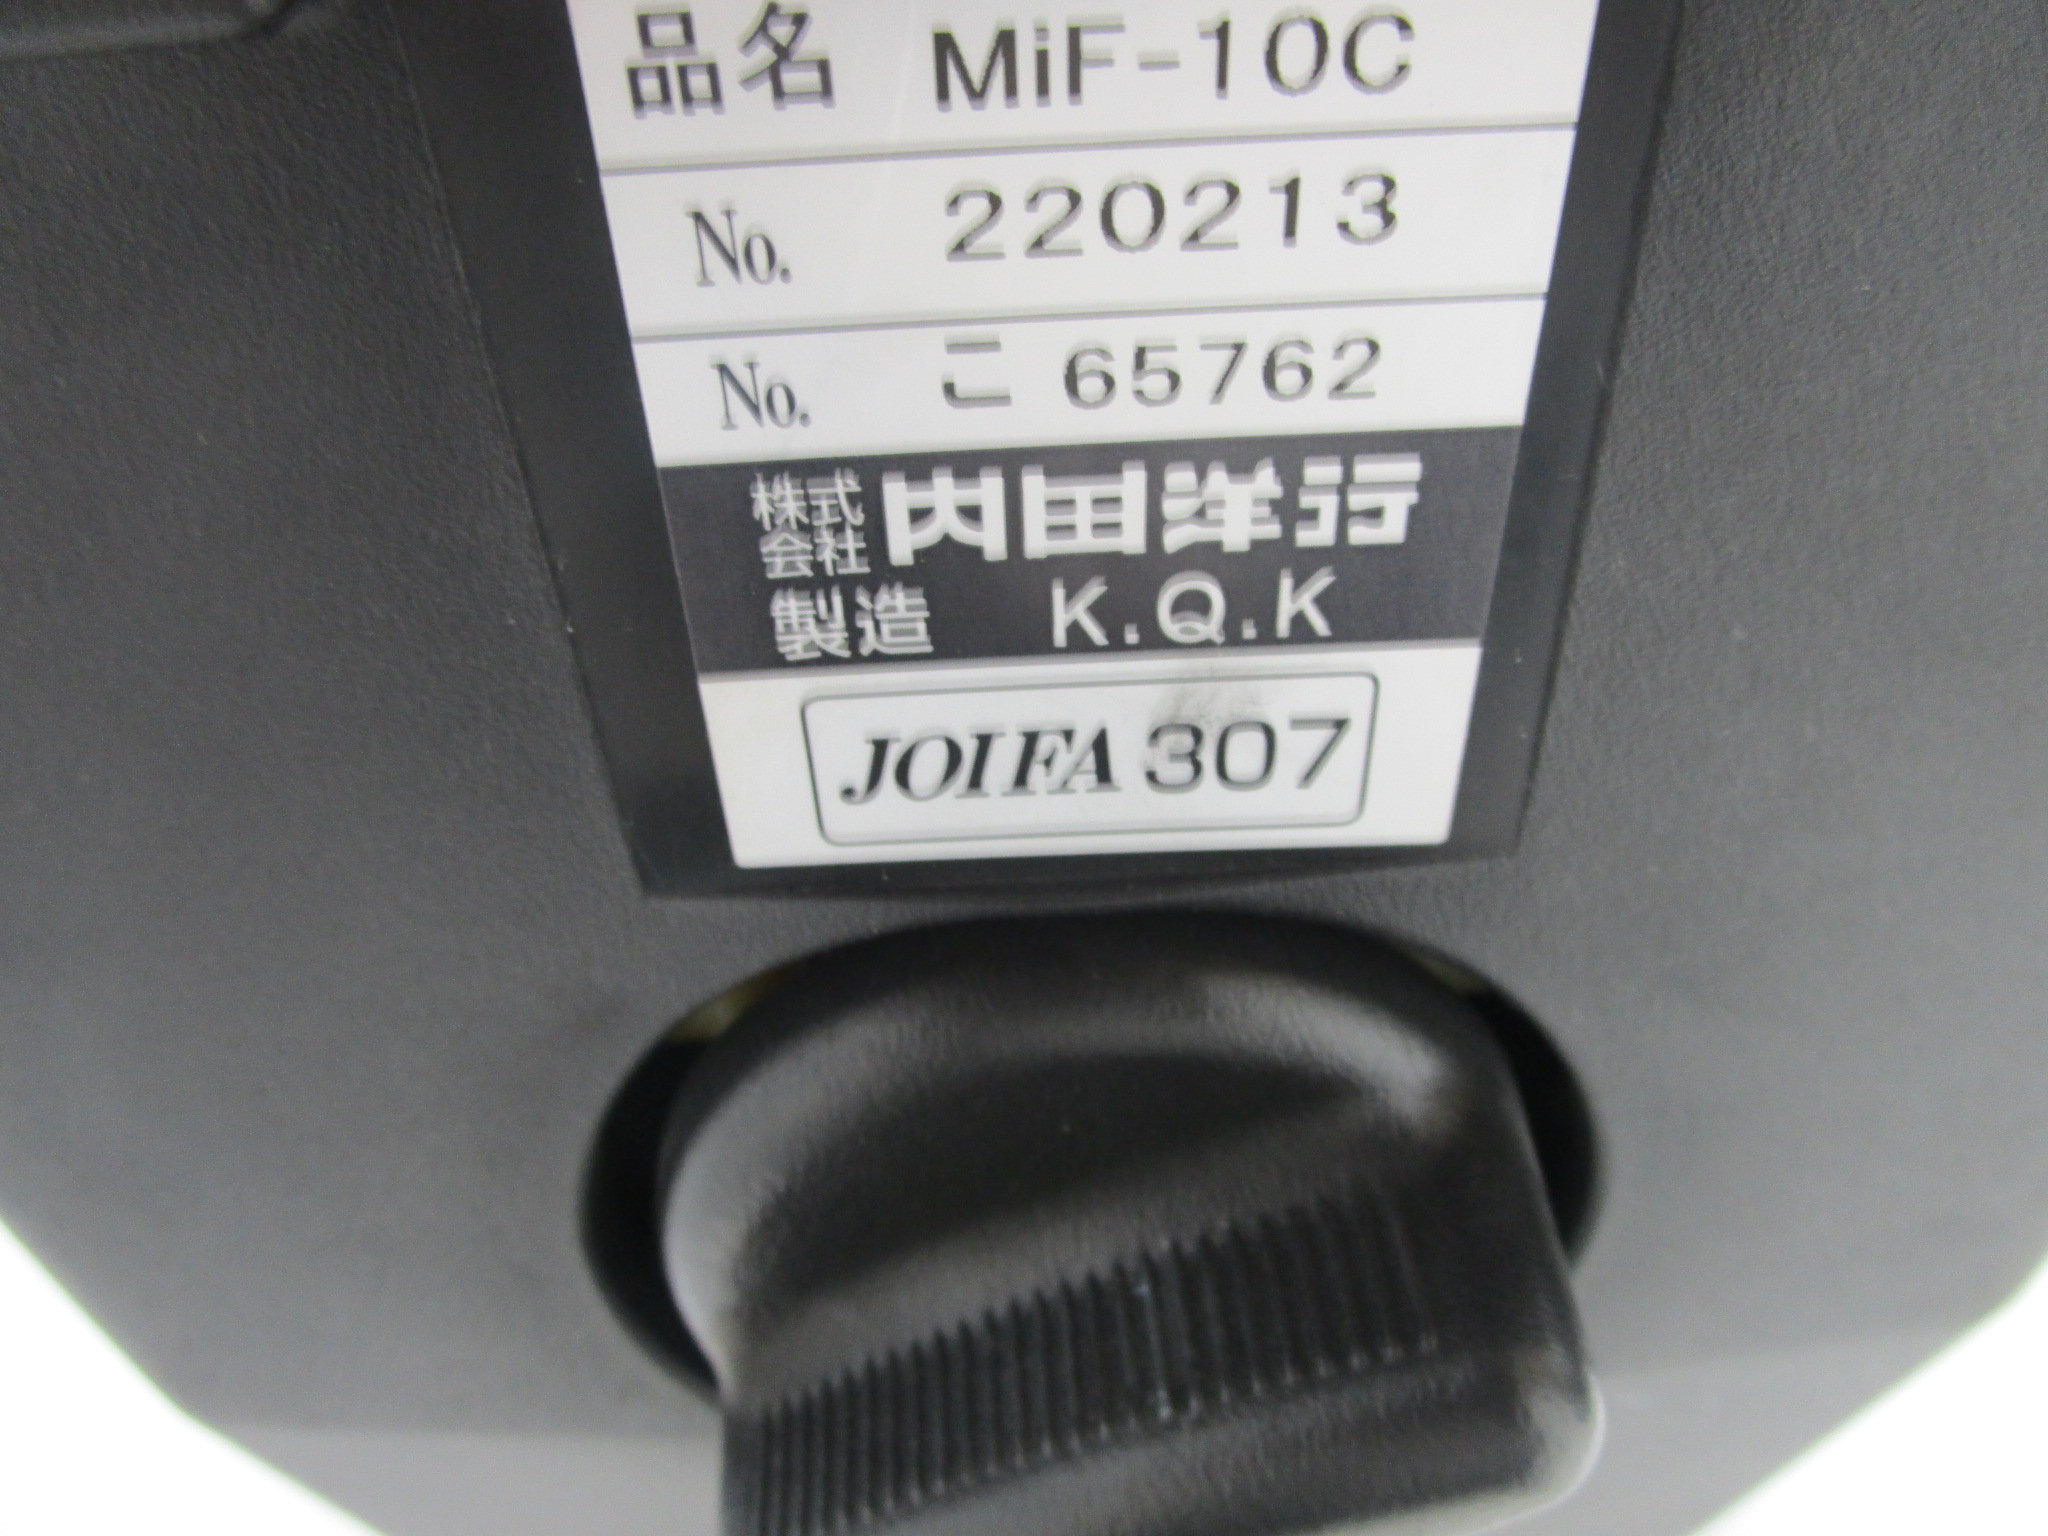 品名 MiF-10C
No. 220213
No. こ 65762
株式会社 内田洋行
製造 K.Q.K
JOIFA 307